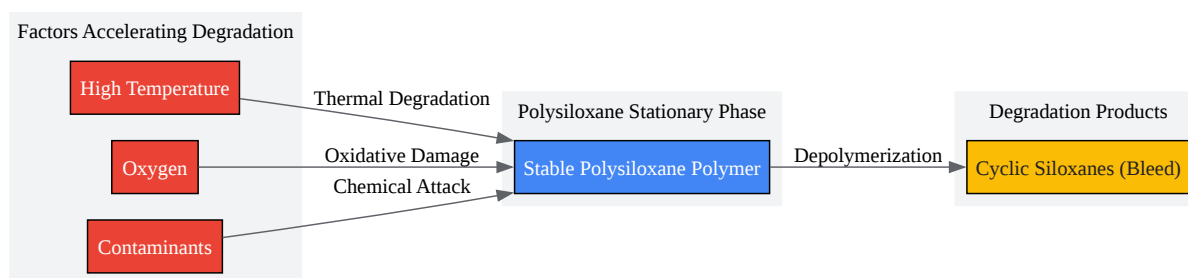 Factors Accelerating Degradation
High Temperature
Oxygen
Contaminants
Thermal Degradation
Oxidative Damage
Chemical Attack
Polysiloxane Stationary Phase
Stable Polysiloxane Polymer
Depolymerization
Degradation Products
Cyclic Siloxanes (Bleed)